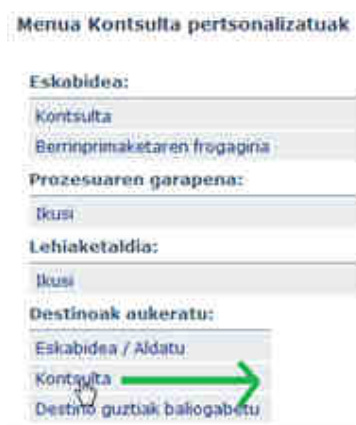 Menua Kontsulta pertsonalizatuak
Eskabidea:
Kontsulta
Berrinprimaketaren frogagiria
Prozesuaren garapena:
Ikusi
Lehiaketaldia:
Ikusi
Destinoak aukeratu:
Eskabidea / Aldatu
Kontsulta
Destino guztiak baliogabetu